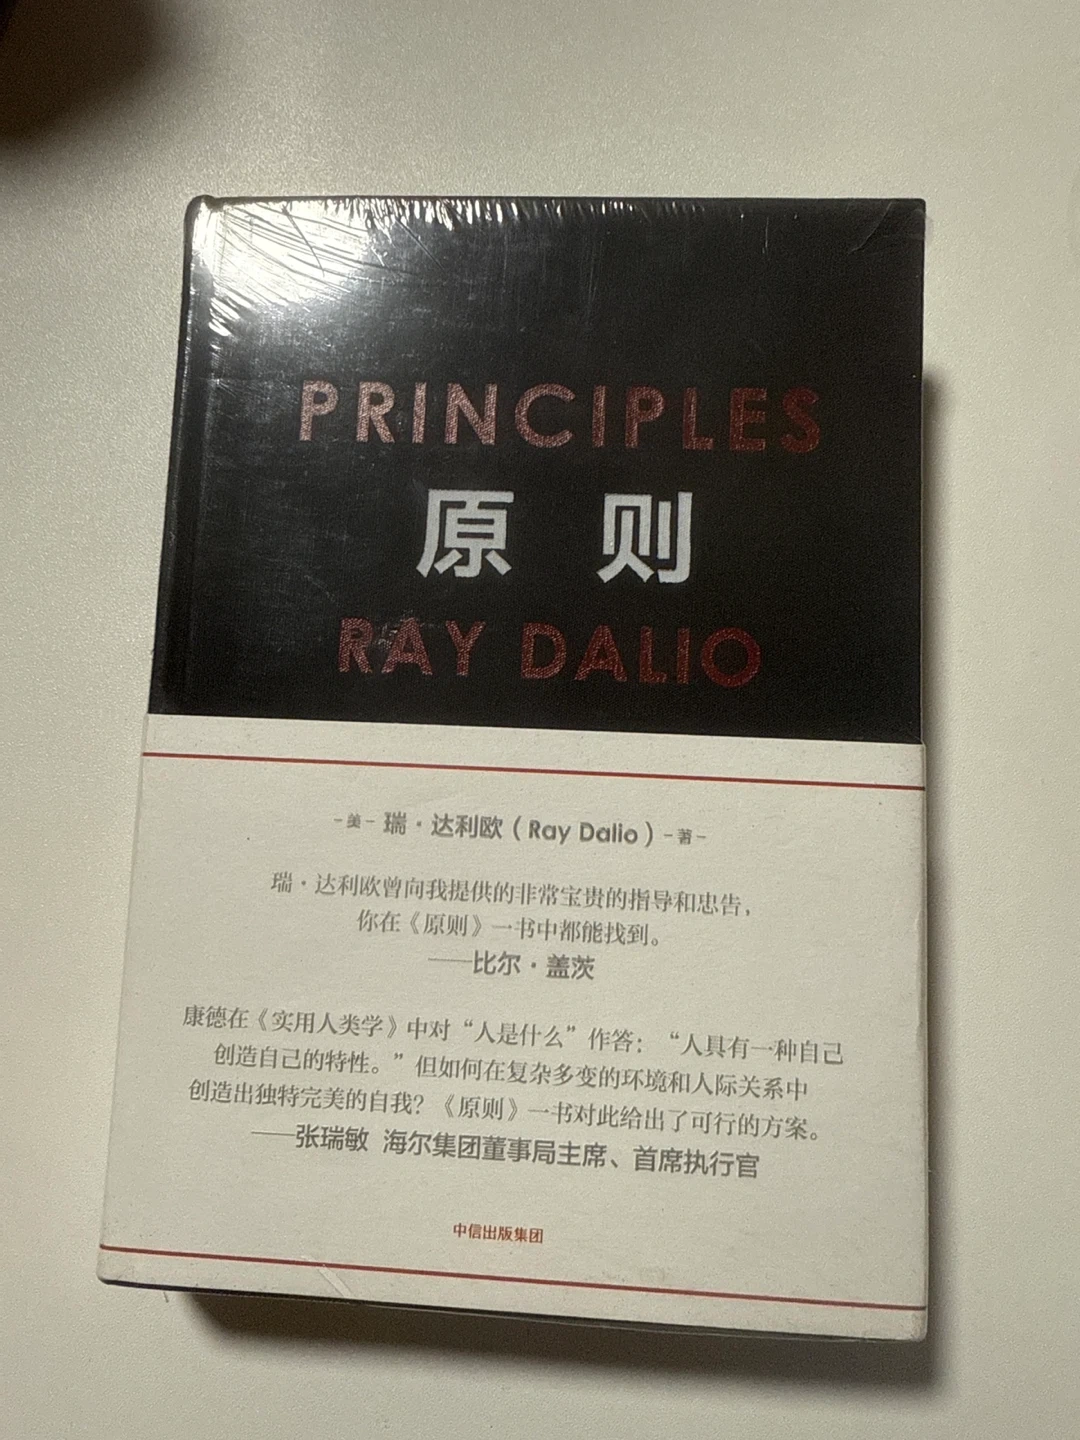 PRINCIPLES
原则
RAY DALIO
-美- 瑞·达利欧（Ray Dalio）-著-
瑞·达利欧曾向我提供的非常宝贵的指导和忠告，
你在《原则》一书中都能找到。
——比尔·盖茨
康德在《实用人类学》中对“人是什么”作答：“人具有一种自己
创造自己的特性。”但如何在复杂多变的环境和人际关系中
创造出独特完美的自我？《原则》一书对此给出了可行的方案。
——张瑞敏 海尔集团董事局主席、首席执行官
中信出版集团